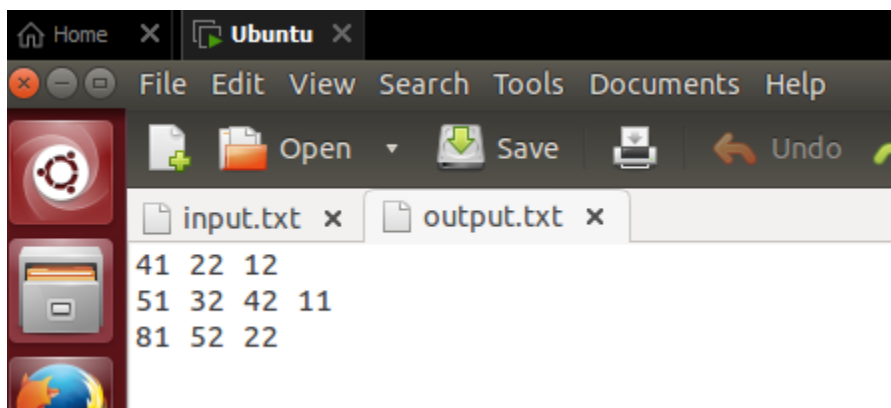 Home Ubuntu
File Edit View Search Tools Documents Help
Open Save Undo
input.txt output.txt
41 22 12
51 32 42 11
81 52 22